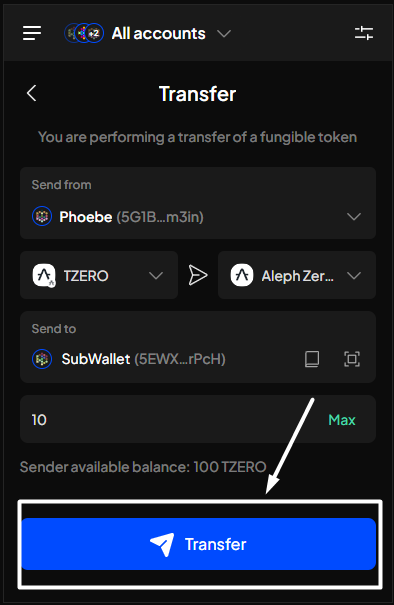 +2 All accounts
Transfer
You are performing a transfer of a fungible token
Send from
Phoebe (5G1B...m3in)
TZERO Aleph Zer...
Send to
SubWallet (5EWX...rPcH)
10 Max
Sender available balance: 100 TZERO
Transfer